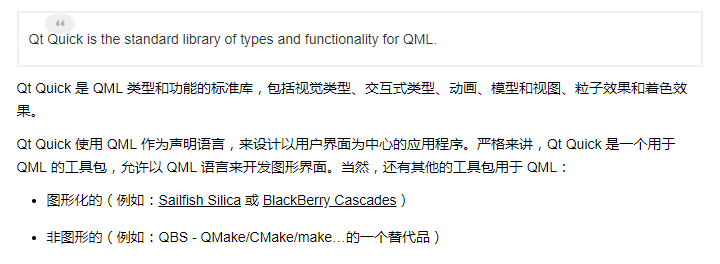 Qt Quick is the standard library of types and functionality for QML.
Qt Quick 是 QML 类型和功能的标准库，包括视觉类型、交互式类型、动画、模型和视图、粒子效果和着色效
果。
Qt Quick 使用 QML 作为声明语言，来设计以用户界面为中心的应用程序。严格来讲，Qt Quick 是一个用于
QML 的工具包，允许以 QML 语言来开发图形界面。当然，还有其他的工具包用于 QML：
• 图形化的（例如：Sailfish Silica 或 BlackBerry Cascades）
• 非图形的（例如：QBS - QMake/CMake/make…的一个替代品）